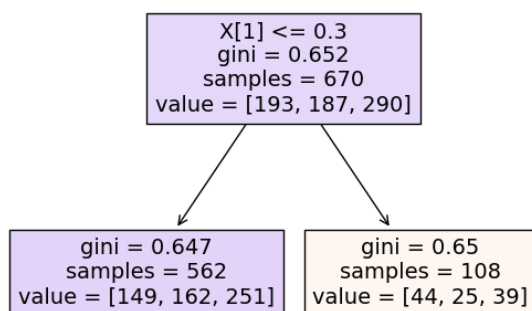 X[1] <= 0.3
gini = 0.652
samples = 670
value = [193, 187, 290]
gini = 0.647
samples = 562
value = [149, 162, 251]
gini = 0.65
samples = 108
value = [44, 25, 39]